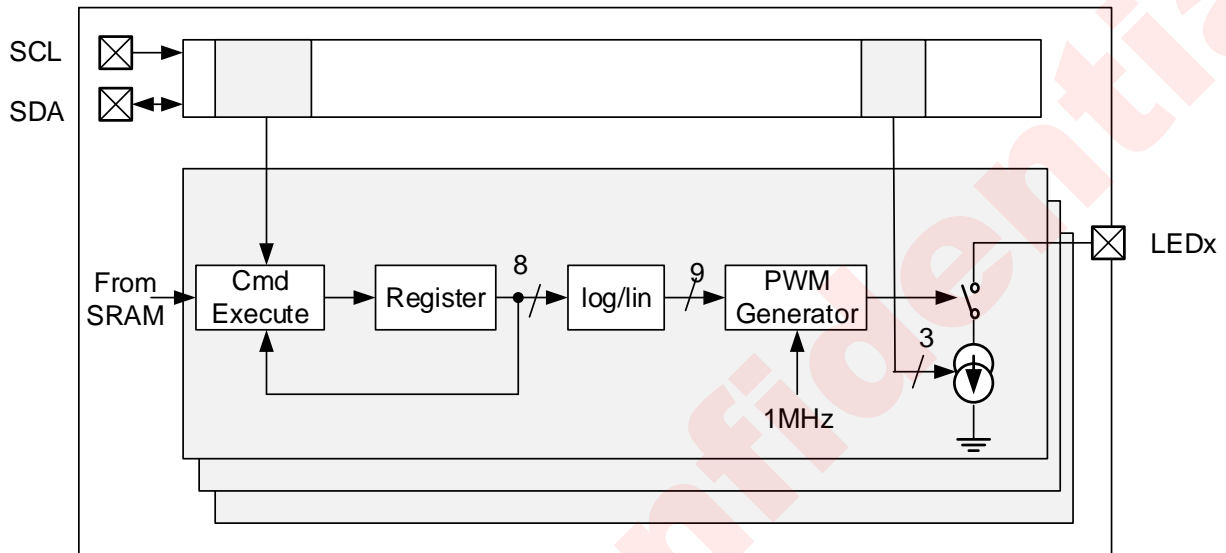 SCL
SDA
From
SRAM
Cmd
Execute
Register
8
log/lin
9
PWM
Generator
1MHz
3
LEDx